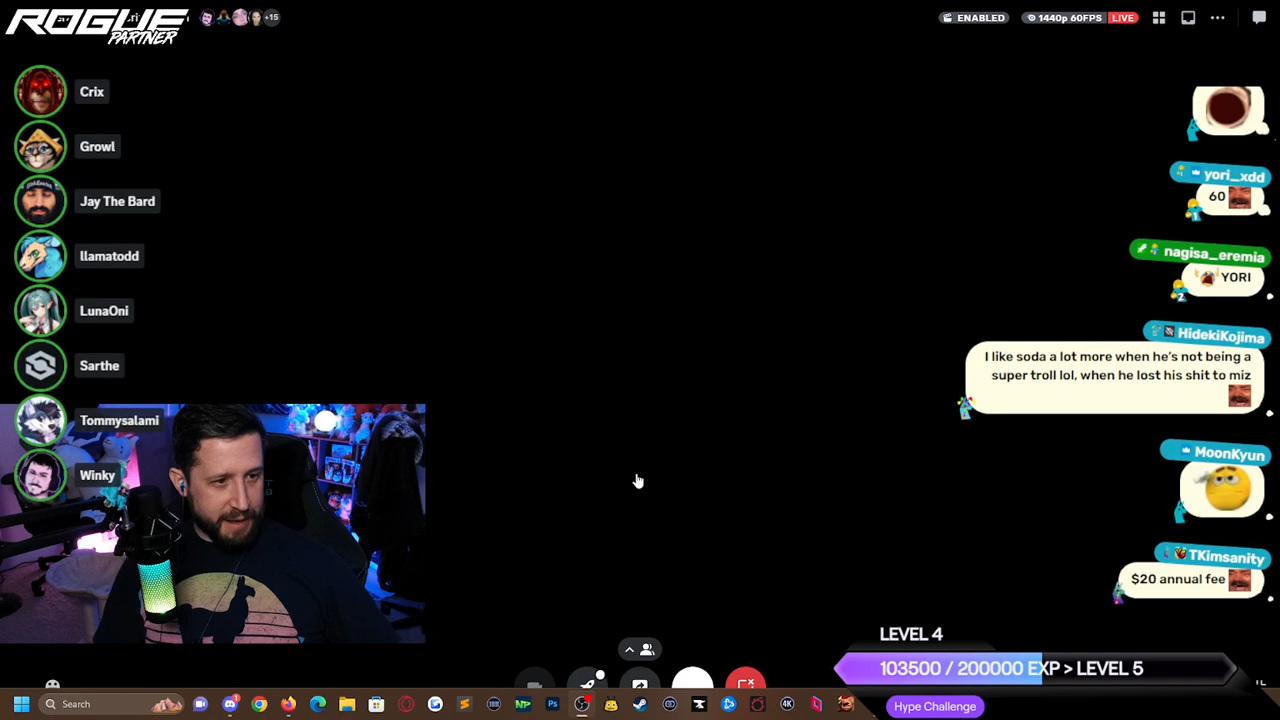 ROGUE
PARTNER
+15
ENABLED
1440p 60FPS
LIVE
Crix
Growl
Jay The Bard
llamatodd
LunaOni
Sarthe
Tommysalami
Winky
yori_xdd
60
nagisa_eremia
YORI
HidekiKojima
I like soda a lot more when he's not being a
super troll lol, when he lost his shit to miz
MoonKyun
TKimsanity
$20 annual fee
LEVEL 4
103500 / 200000 EXP > LEVEL 5
Hype Challenge
Search